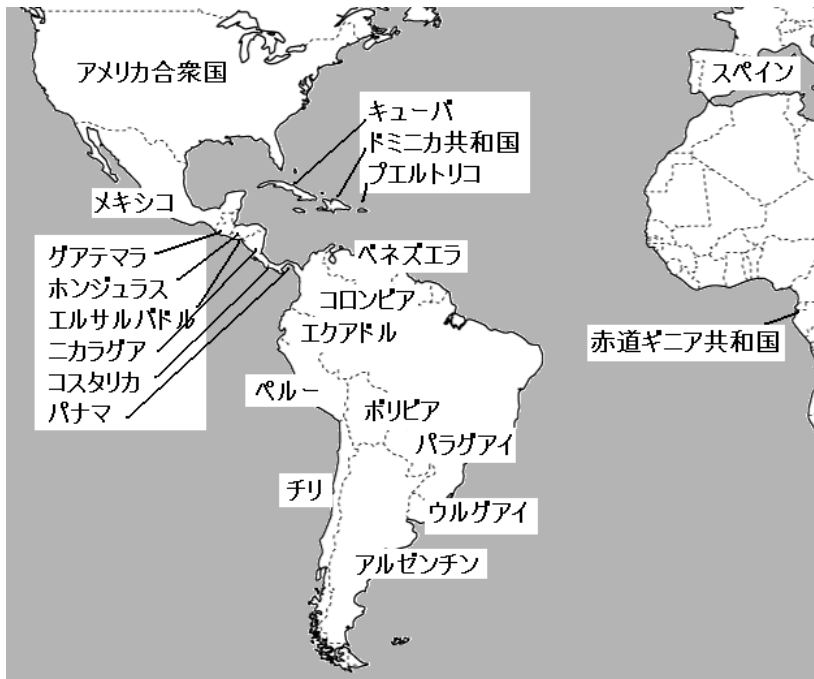 アメリカ合衆国
スペイン
キューバ
ドミニカ共和国
プエルトリコ
メキシコ
グアテマラ
ホンジュラス
エルサルバドル
ニカラグア
コスタリカ
パナマ
ベネズエラ
コロンビア
エクアドル
赤道ギニア共和国
ペルー
ボリビア
パラグアイ
チリ
ウルグアイ
アルゼンチン